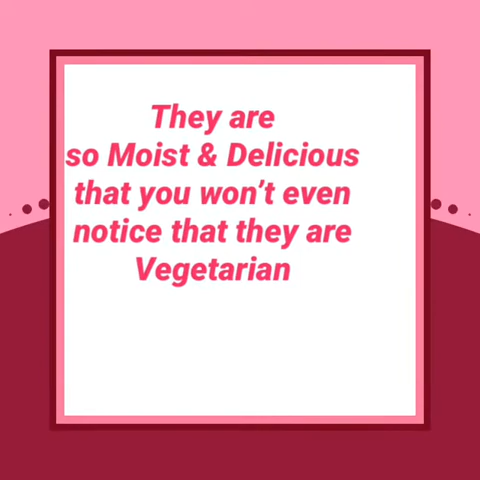 They are
so Moist & Delicious
that you won't even
notice that they are
Vegetarian